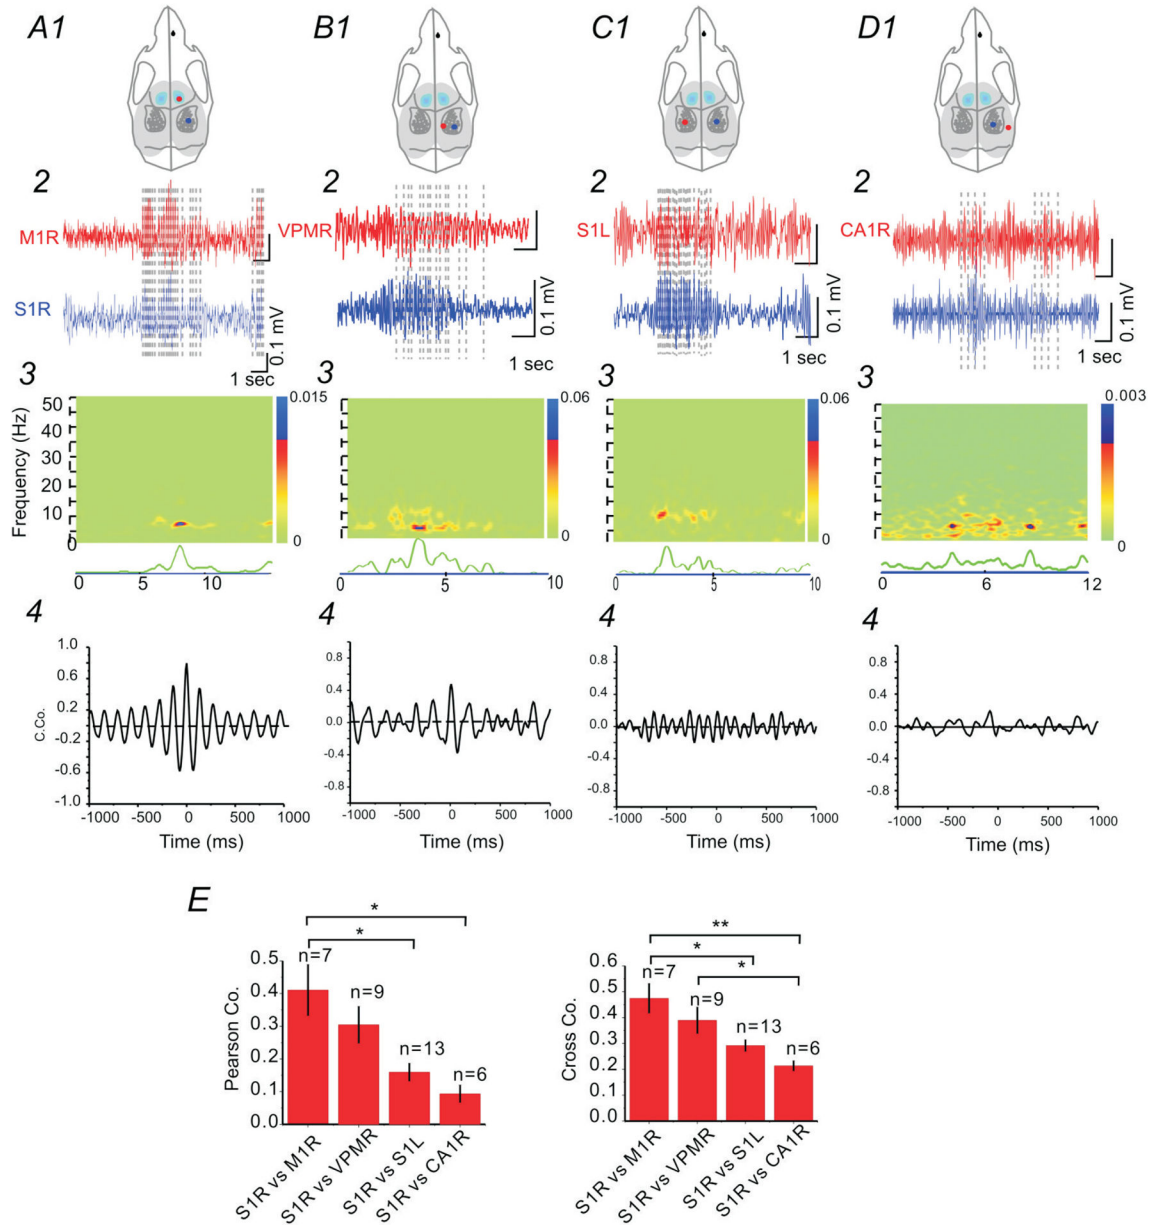 A1 B1 C1 D1
2 2 2 2
M1R VPMR S1L CA1R
S1R
0.1 mV 0.1 mV 0.1 mV 0.1 mV
1 sec 1 sec 1 sec 1 sec
3 3 3 3
Frequency (Hz)
50 40 30 20 10 0
0.015 0 0.06 0 0.06 0 0.003 0
0 5 10 0 5 10 0 5 10 0 6 12
4 4 4 4
C.Co.
1.0 0.6 0.2 -0.2 -0.6 -1.0
0.8 0.4 0.0 -0.4 -0.8
0.8 0.4 0.0 -0.4 -0.8
0.8 0.4 0.0 -0.4 -0.8
-1000 -500 0 500 1000 -1000 -500 0 500 1000 -1000 -500 0 500 1000 -1000 -500 0 500 1000
Time (ms) Time (ms) Time (ms) Time (ms)
E
*
*
Pearson Co.
0.5 0.4 0.3 0.2 0.1 0.0
n=7 n=9 n=13 n=6
S1R vs M1R
S1R vs VPMR
S1R vs S1L
S1R vs CA1R
**
*
*
Cross Co.
0.6 0.5 0.4 0.3 0.2 0.1 0.0
n=7 n=9 n=13 n=6
S1R vs M1R
S1R vs VPMR
S1R vs S1L
S1R vs CA1R